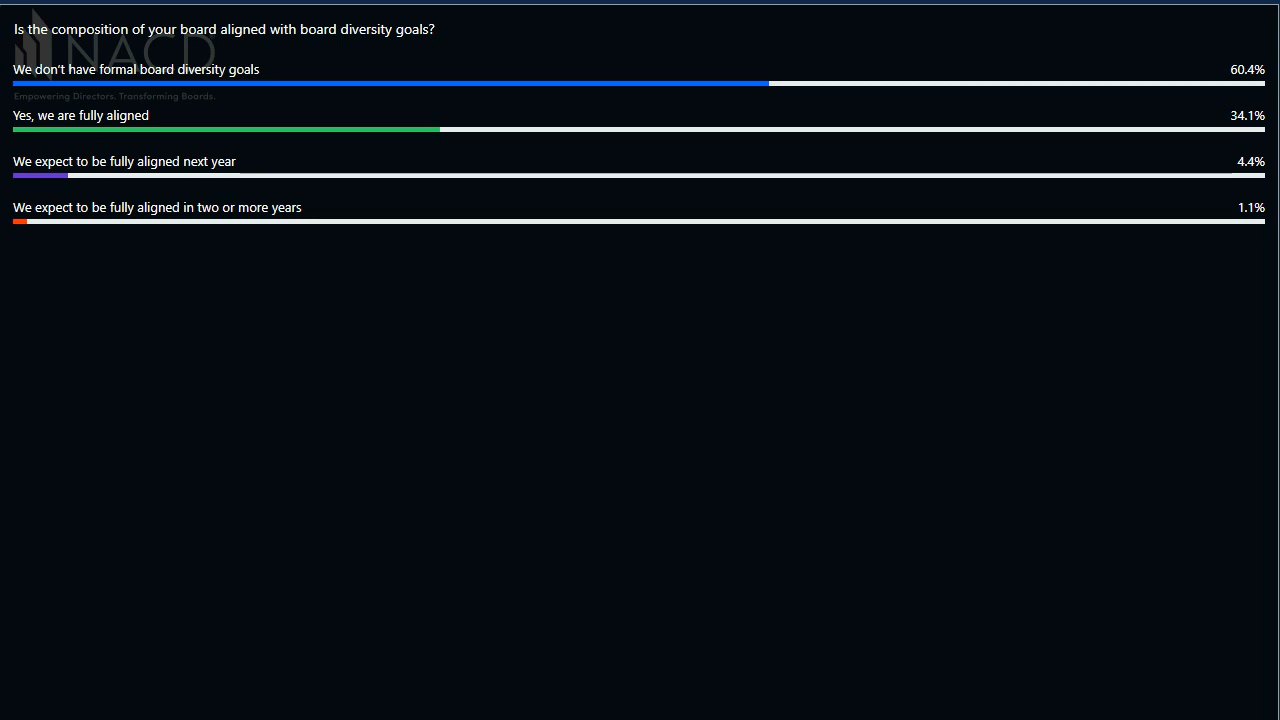 Is the composition of your board aligned with board diversity goals?
NACD
We don't have formal board diversity goals 60.4%
Empowering Directors. Transforming Boards.
Yes, we are fully aligned 34.1%
We expect to be fully aligned next year 4.4%
We expect to be fully aligned in two or more years 1.1%